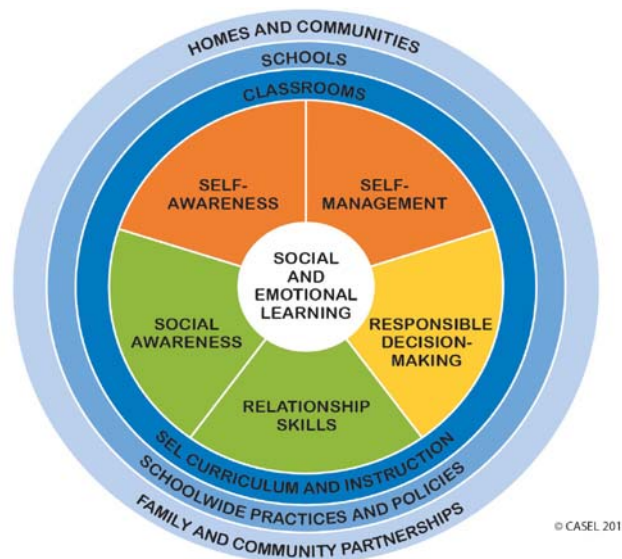 HOMES AND COMMUNITIES
SCHOOLS
CLASSROOMS
SELF-
AWARENESS
SELF-
MANAGEMENT
SOCIAL
AND
EMOTIONAL
LEARNING
SOCIAL
AWARENESS
RESPONSIBLE
DECISION-
MAKING
RELATIONSHIP
SKILLS
SEL CURRICULUM AND INSTRUCTION
SCHOOLWIDE PRACTICES AND POLICIES
FAMILY AND COMMUNITY PARTNERSHIPS
© CASEL 201